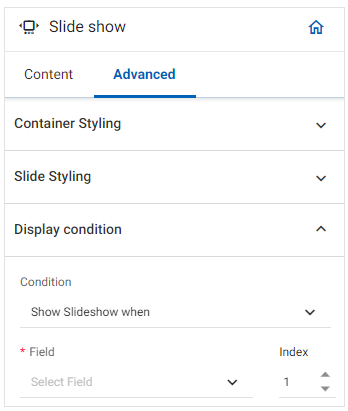 Slide show
Content Advanced
Container Styling
Slide Styling
Display condition
Condition
Show Slideshow when
* Field Index
Select Field 1